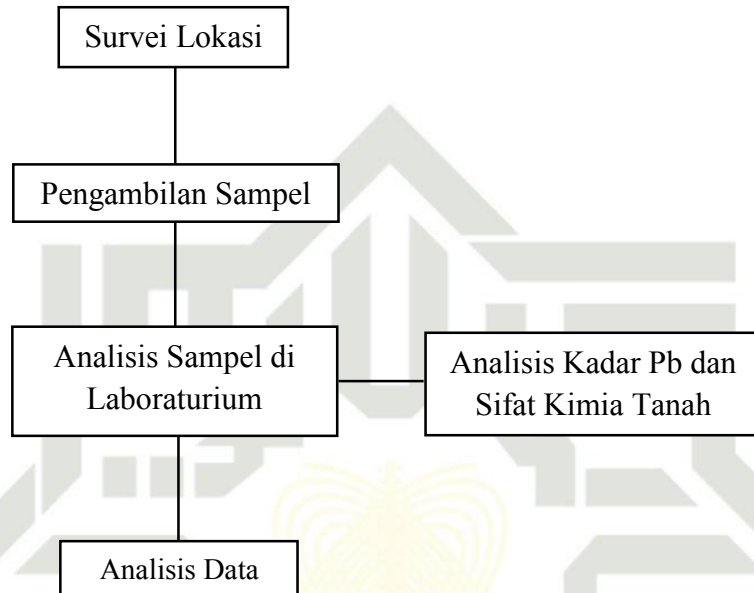 Survei Lokasi
Pengambilan Sampel
Analisis Sampel di
Laboraturium
Analisis Kadar Pb dan
Sifat Kimia Tanah
Analisis Data